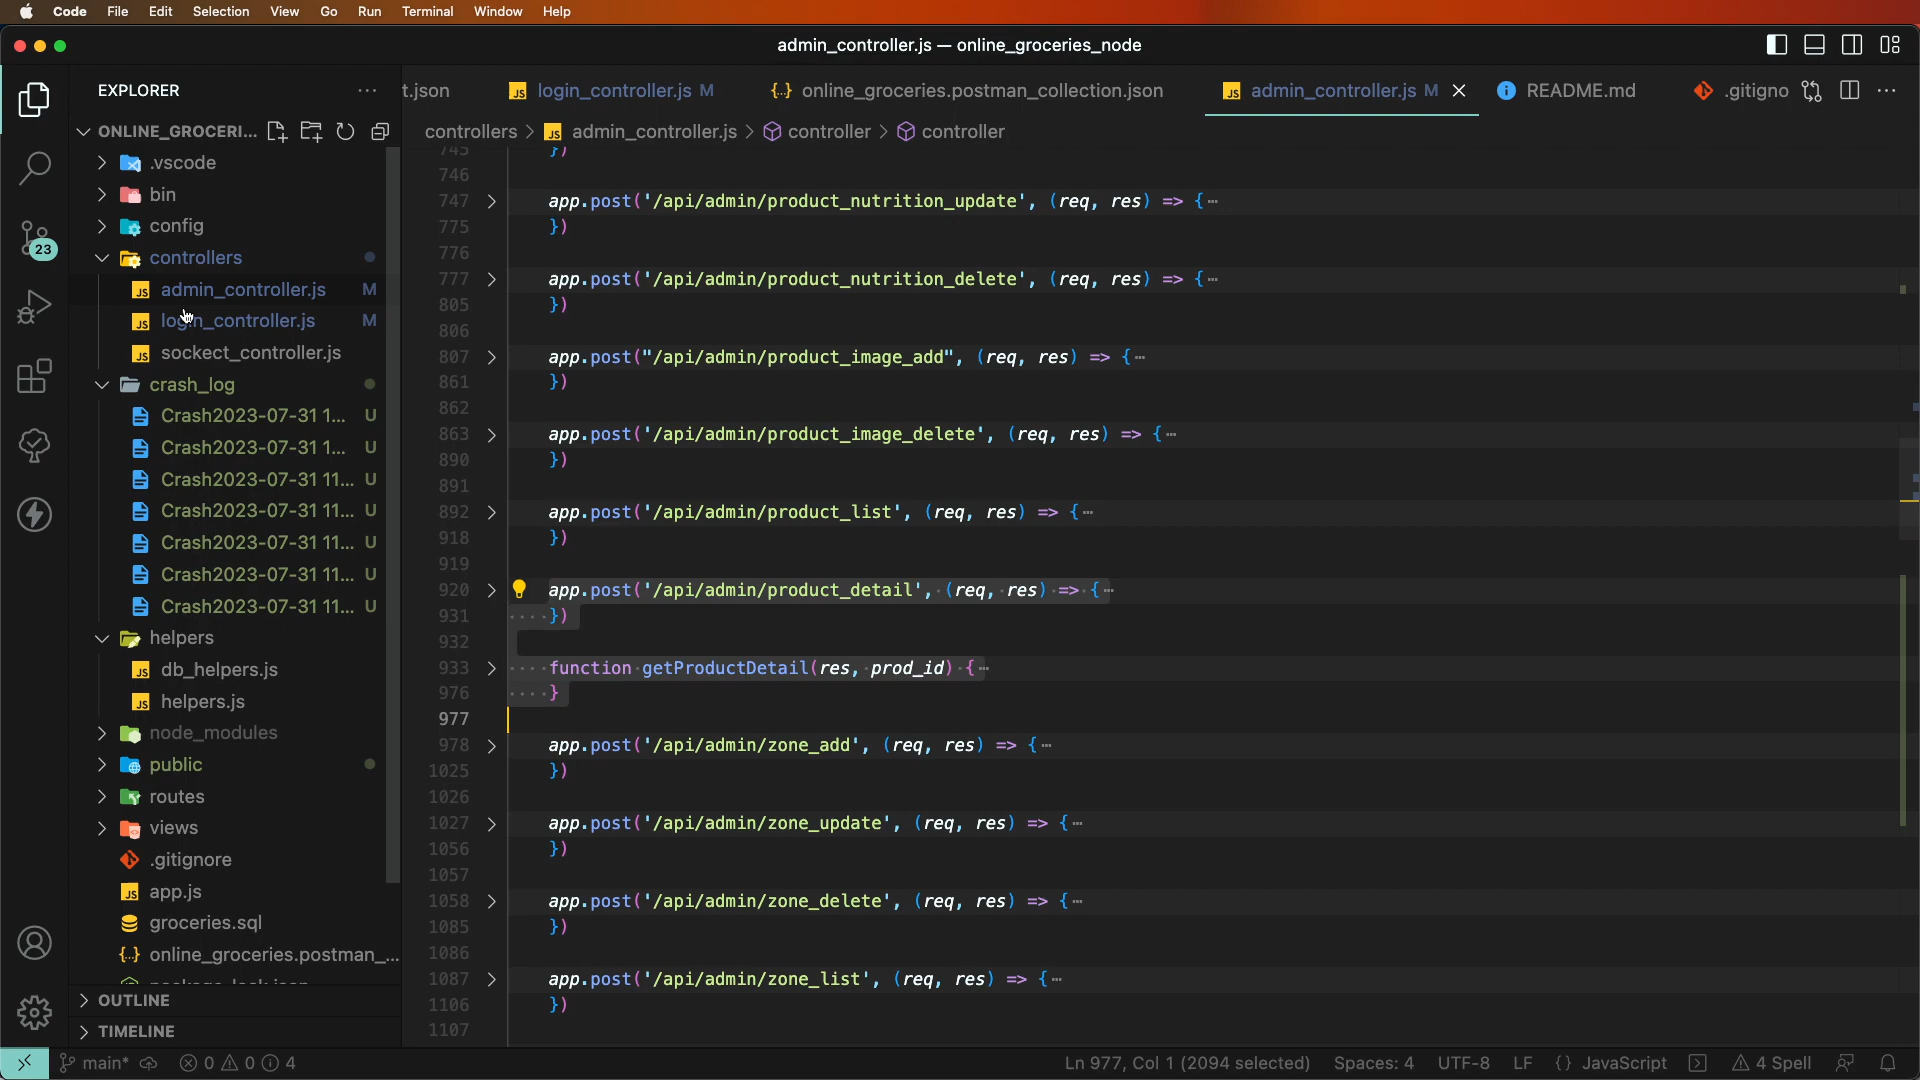 Code File Edit Selection View Go Run Terminal Window Help
admin_controller.js — online_groceries_node
EXPLORER
t.json
login_controller.js M
online_groceries.postman_collection.json
admin_controller.js M
README.md
.gitigno
ONLINE_GROCERI...
controllers > admin_controller.js > controller > controller
.vscode
bin
config
controllers
admin_controller.js M
login_controller.js M
sockect_controller.js
crash_log
Crash2023-07-31 1... U
Crash2023-07-31 1... U
Crash2023-07-31 11... U
Crash2023-07-31 11... U
Crash2023-07-31 11... U
Crash2023-07-31 11... U
Crash2023-07-31 11... U
helpers
db_helpers.js
helpers.js
node_modules
public
routes
views
.gitignore
app.js
groceries.sql
online_groceries.postman_...
OUTLINE
TIMELINE
23
745 })
746
747 app.post('/api/admin/product_nutrition_update', (req, res) => {…
775 })
776
777 app.post('/api/admin/product_nutrition_delete', (req, res) => {…
805 })
806
807 app.post("/api/admin/product_image_add", (req, res) => {…
861 })
862
863 app.post('/api/admin/product_image_delete', (req, res) => {…
890 })
891
892 app.post('/api/admin/product_list', (req, res) => {…
918 })
919
920 app.post('/api/admin/product_detail', (req, res) => {…
931 })
932
933 function getProductDetail(res, prod_id) {…
976 }
977
978 app.post('/api/admin/zone_add', (req, res) => {…
1025 })
1026
1027 app.post('/api/admin/zone_update', (req, res) => {…
1056 })
1057
1058 app.post('/api/admin/zone_delete', (req, res) => {…
1085 })
1086
1087 app.post('/api/admin/zone_list', (req, res) => {…
1106 })
1107
main* 0 0 4
Ln 977, Col 1 (2094 selected) Spaces: 4 UTF-8 LF {} JavaScript 4 Spell